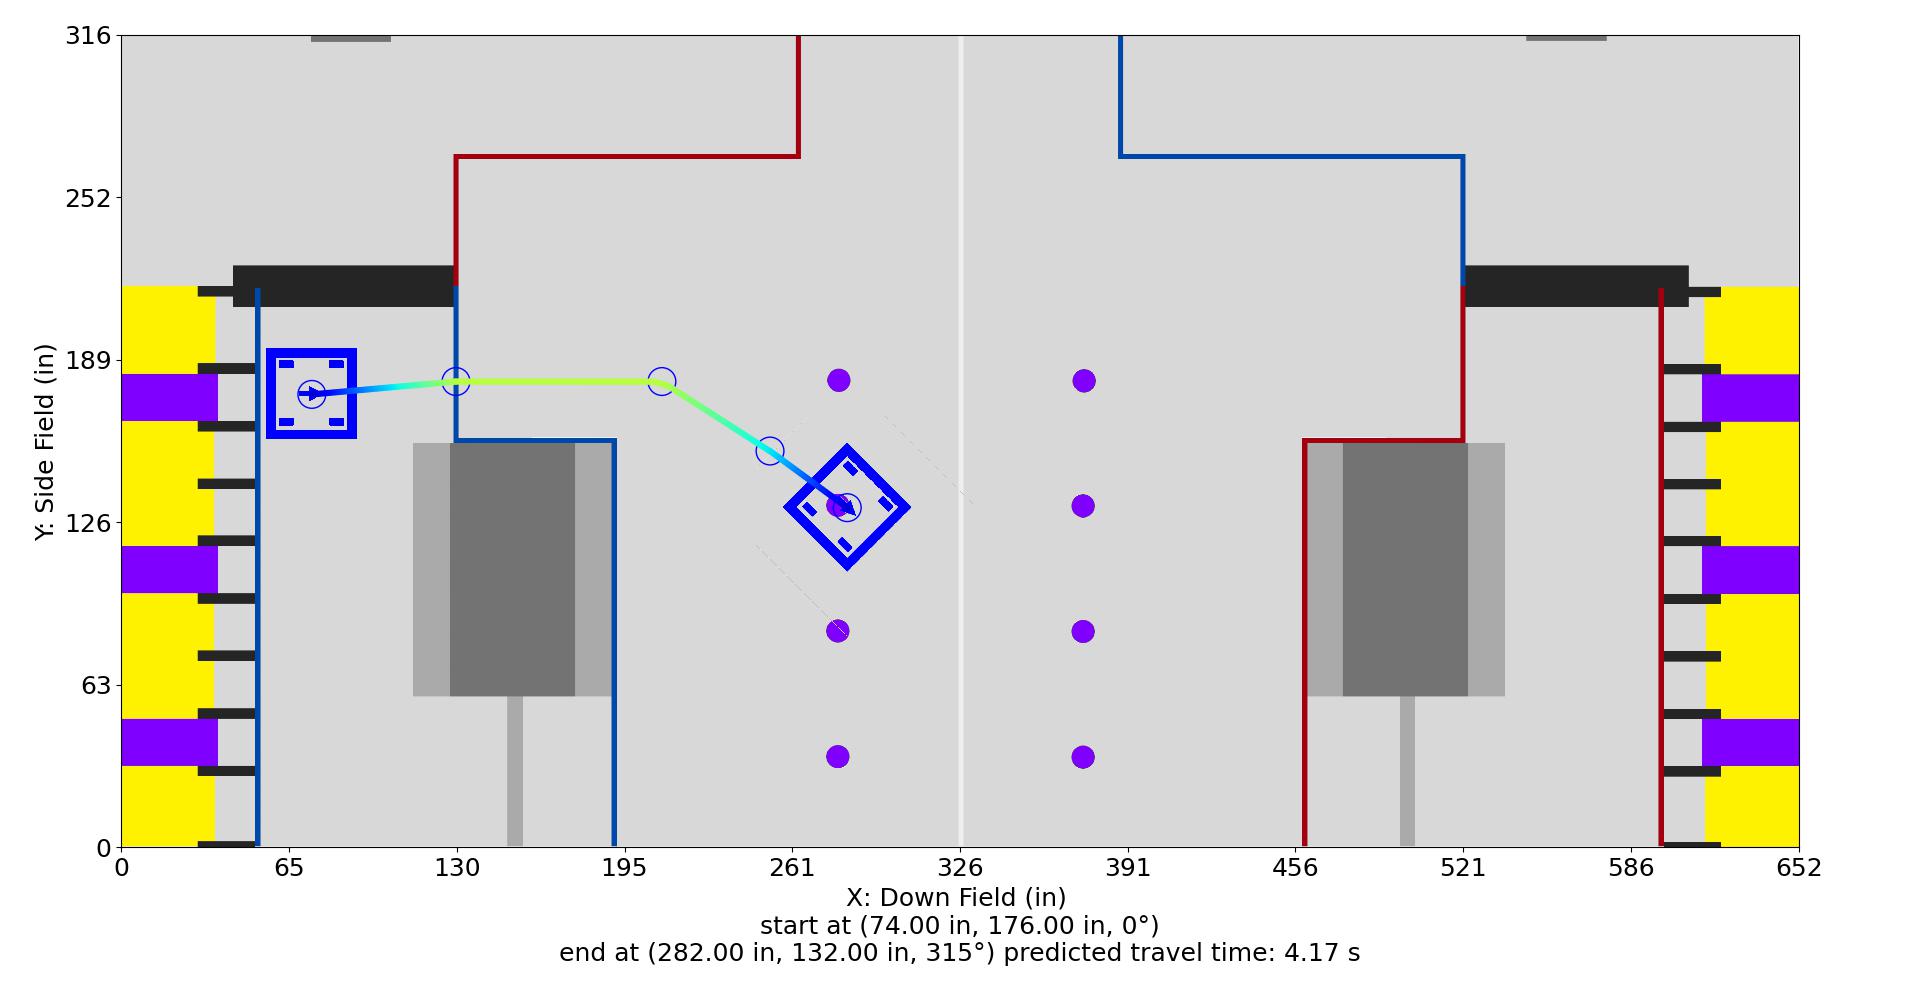 316
252
189
126
63
0
Y: Side Field (in)
0 65 130 195 261 326 391 456 521 586 652
X: Down Field (in)
start at (74.00 in, 176.00 in, 0°)
end at (282.00 in, 132.00 in, 315°) predicted travel time: 4.17 s